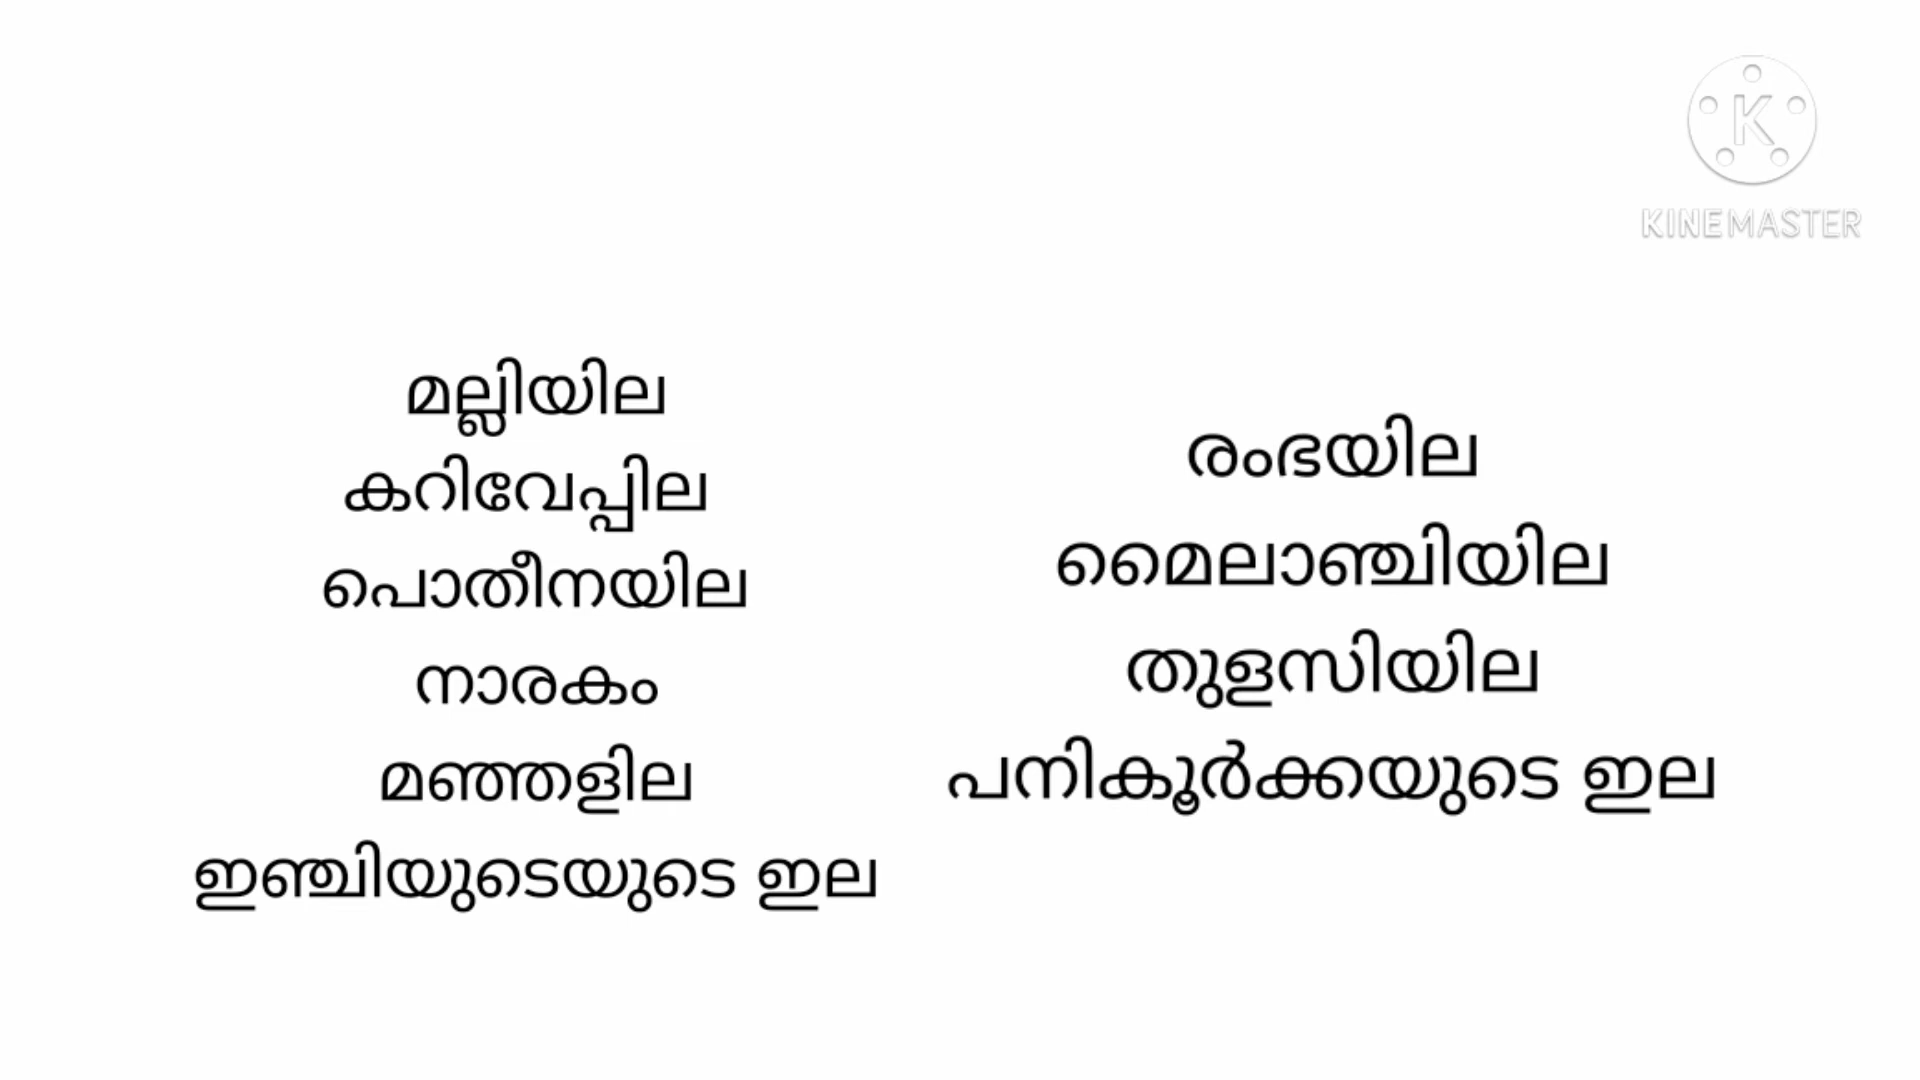 KINEMASTER
മല്ലിയില
കറിവേപ്പില
പൊതീനയില
നാരകം
മഞ്ഞളില
ഇഞ്ചിയുടെയുടെ ഇല
രംഭയില
മൈലാഞ്ചിയില
തുളസിയില
പനികൂർക്കയുടെ ഇല